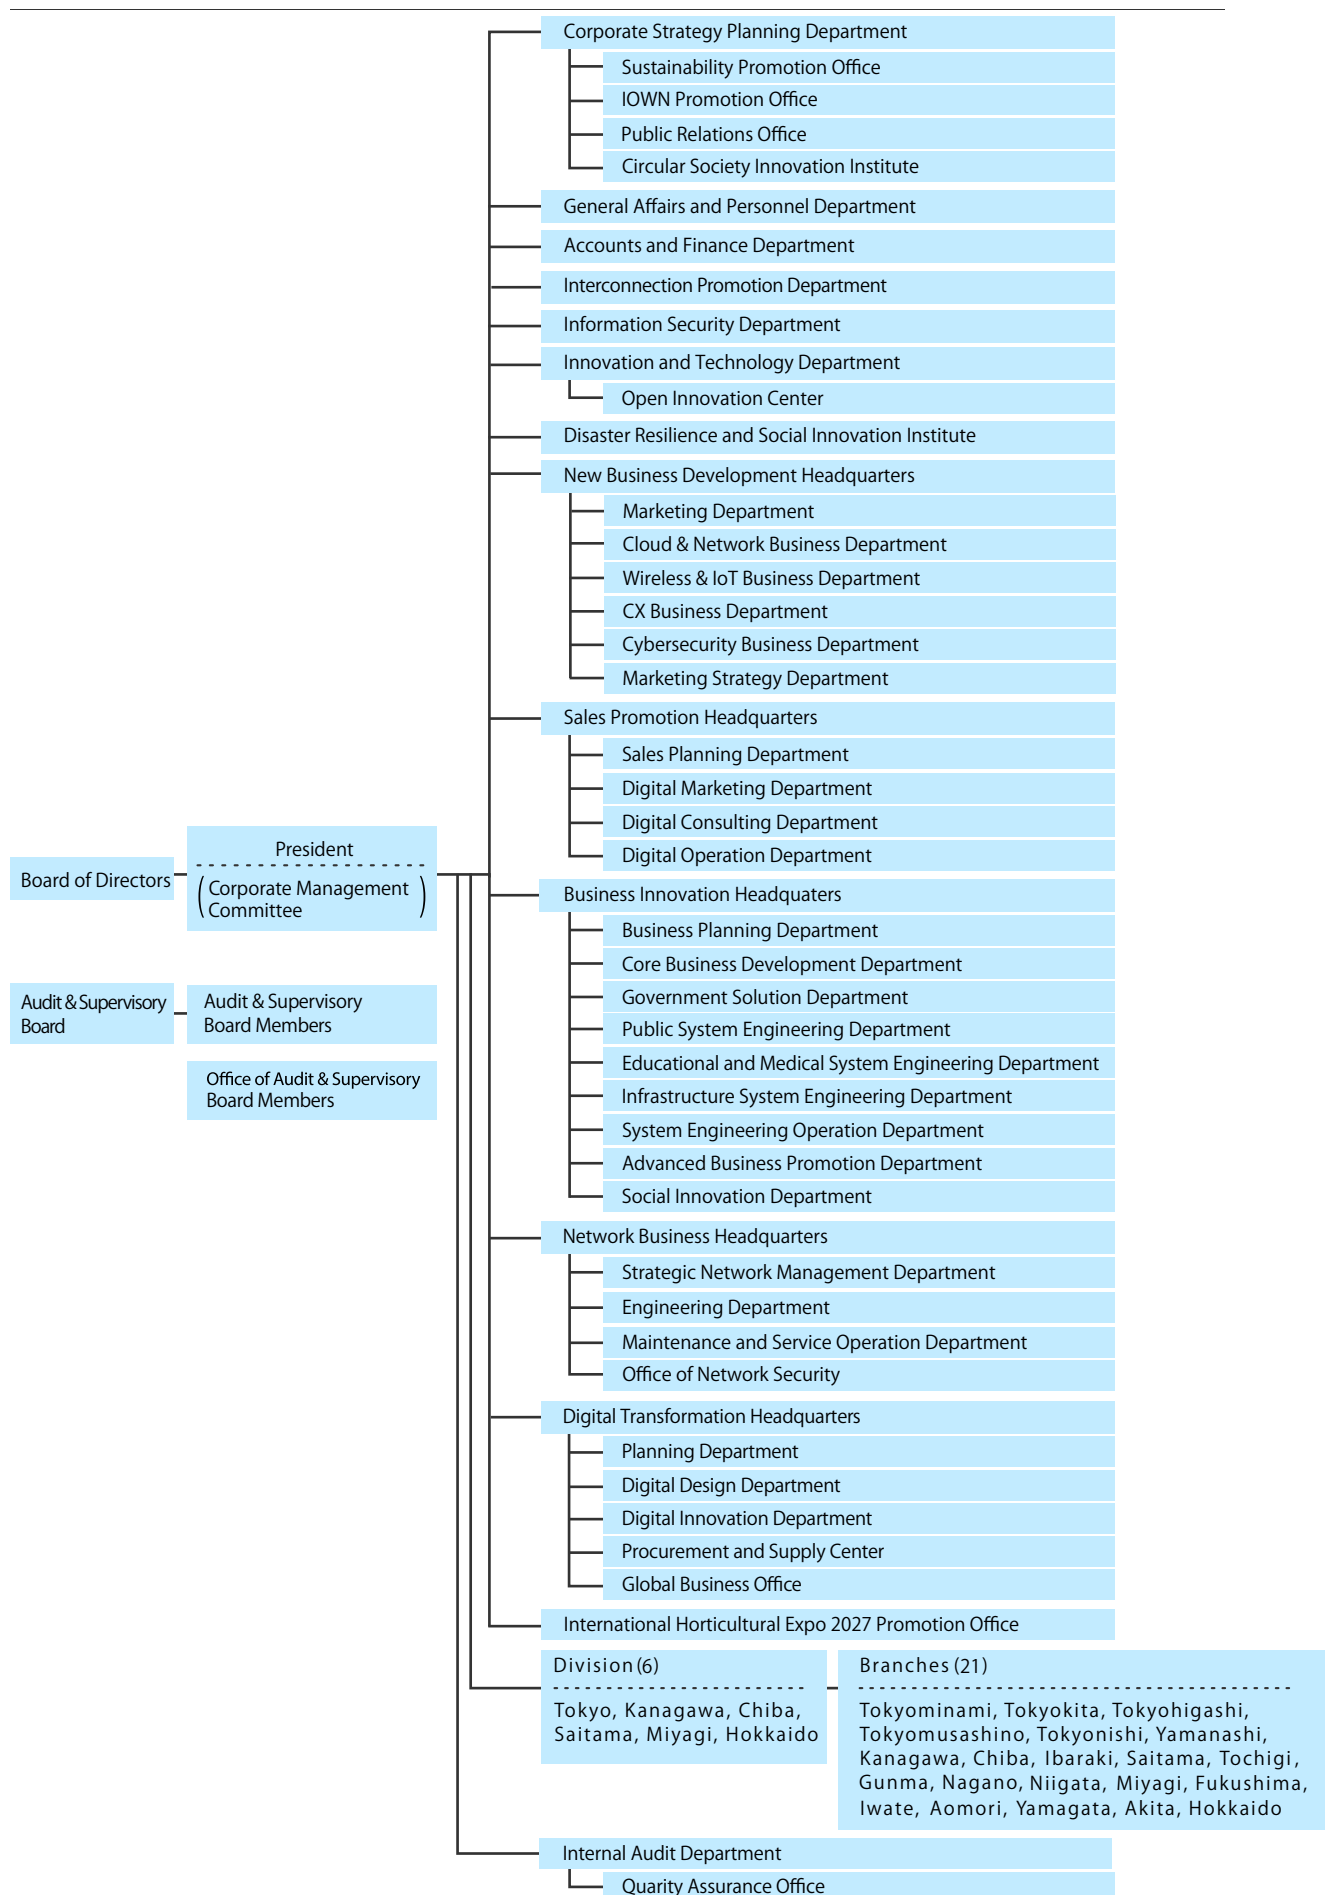 Corporate Strategy Planning Department
Sustainability Promotion Office
IOWN Promotion Office
Public Relations Office
Circular Society Innovation Institute
General Affairs and Personnel Department
Accounts and Finance Department
Interconnection Promotion Department
Information Security Department
Innovation and Technology Department
Open Innovation Center
Disaster Resilience and Social Innovation Institute
New Business Development Headquarters
Marketing Department
Cloud & Network Business Department
Wireless & IoT Business Department
CX Business Department
Cybersecurity Business Department
Marketing Strategy Department
Sales Promotion Headquarters
Sales Planning Department
Digital Marketing Department
Digital Consulting Department
Digital Operation Department
Board of Directors
President
(Corporate Management
Committee)
Audit & Supervisory
Board
Audit & Supervisory
Board Members
Office of Audit & Supervisory
Board Members
Business Innovation Headquaters
Business Planning Department
Core Business Development Department
Government Solution Department
Public System Engineering Department
Educational and Medical System Engineering Department
Infrastructure System Engineering Department
System Engineering Operation Department
Advanced Business Promotion Department
Social Innovation Department
Network Business Headquarters
Strategic Network Management Department
Engineering Department
Maintenance and Service Operation Department
Office of Network Security
Digital Transformation Headquarters
Planning Department
Digital Design Department
Digital Innovation Department
Procurement and Supply Center
Global Business Office
International Horticultural Expo 2027 Promotion Office
Division (6)
Tokyo, Kanagawa, Chiba,
Saitama, Miyagi, Hokkaido
Branches (21)
Tokyominami, Tokyokita, Tokyohigashi,
Tokyomusashino, Tokyonishi, Yamanashi,
Kanagawa, Chiba, Ibaraki, Saitama, Tochigi,
Gunma, Nagano, Niigata, Miyagi, Fukushima,
Iwate, Aomori, Yamagata, Akita, Hokkaido
Internal Audit Department
Quarity Assurance Office